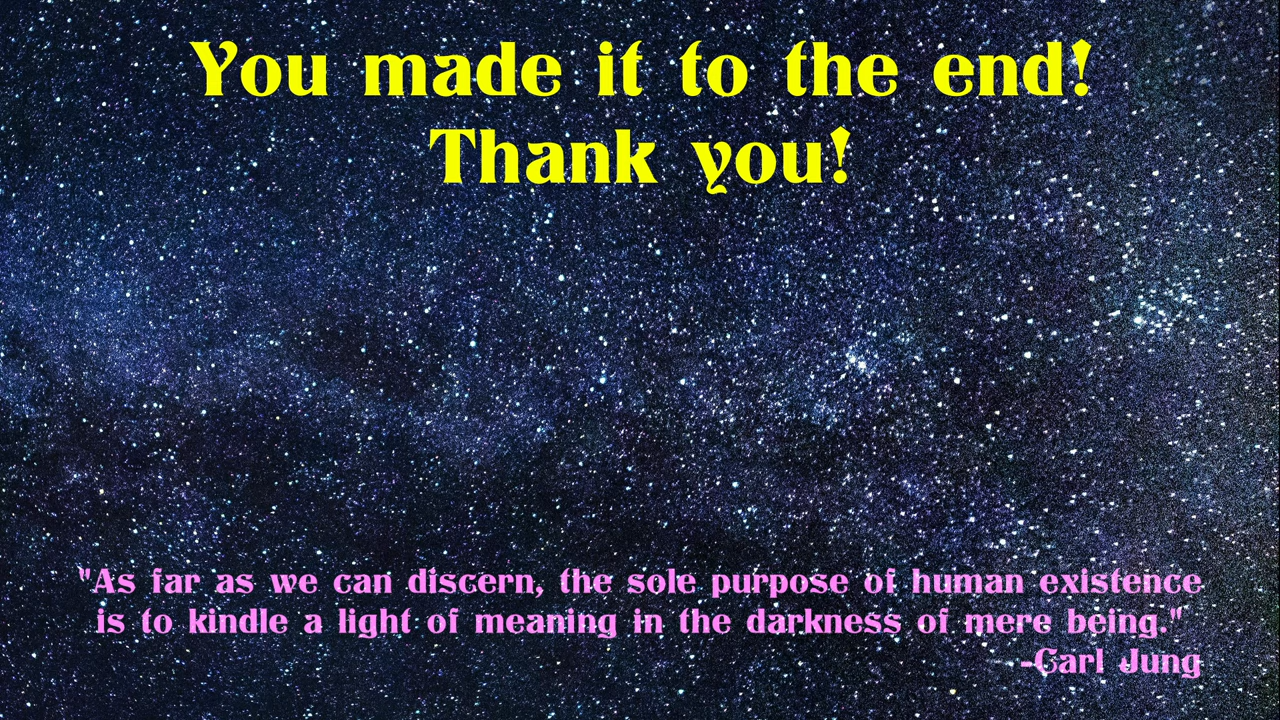 You made it to the end!
Thank you!
"As far as we can discern, the sole purpose of human existence
is to kindle a light of meaning in the darkness of mere being."
-Carl Jung